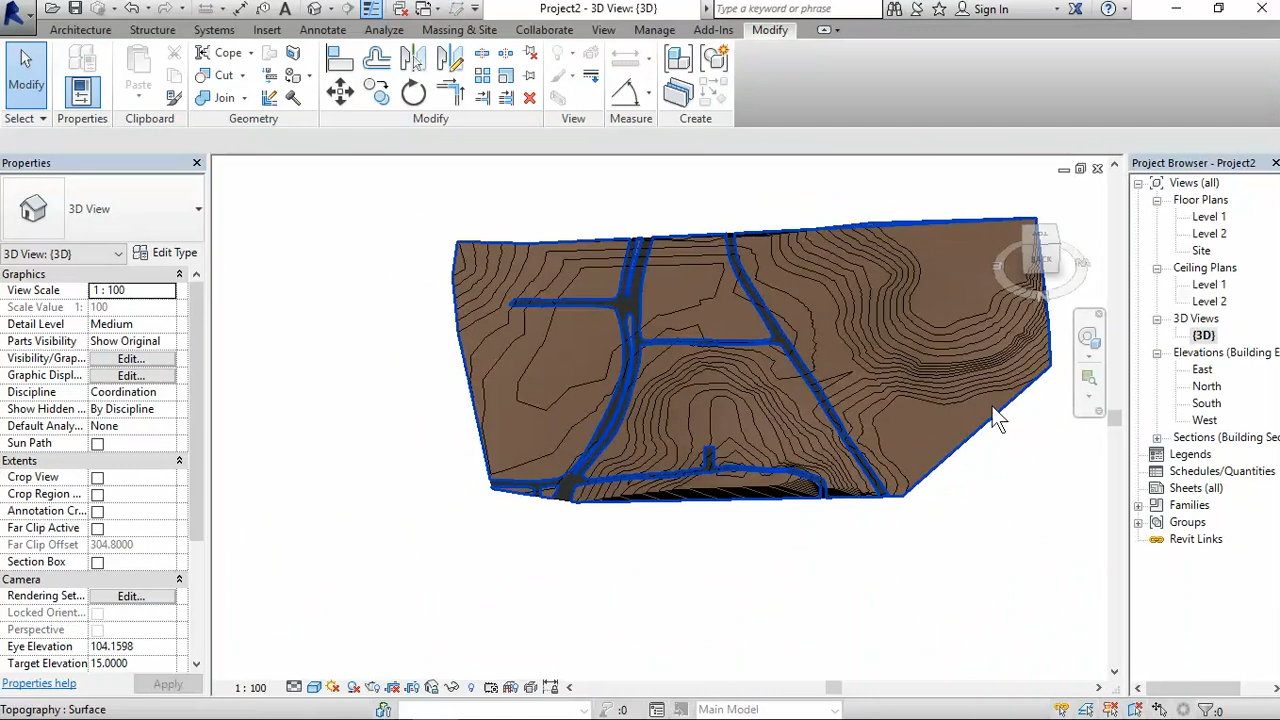 Project2 - 3D View: {3D}
Type a keyword or phrase
Sign In
Architecture Structure Systems Insert Annotate Analyze Massing & Site Collaborate View Manage Add-Ins Modify
Modify
Paste
Cope
Cut
Join
Select Properties Clipboard Geometry Modify View Measure Create
Properties
3D View
3D View: {3D} Edit Type
Graphics
View Scale 1 : 100
Scale Value 1: 100
Detail Level Medium
Parts Visibility Show Original
Visibility/Grap... Edit...
Graphic Displ... Edit...
Discipline Coordination
Show Hidden ... By Discipline
Default Analy... None
Sun Path
Extents
Crop View
Crop Region ...
Annotation Cr...
Far Clip Active
Far Clip Offset 304.8000
Section Box
Camera
Rendering Set... Edit...
Locked Orient...
Perspective
Eye Elevation 104.1598
Target Elevation 15.0000
Properties help Apply
BACK
Project Browser - Project2
Views (all)
Floor Plans
Level 1
Level 2
Site
Ceiling Plans
Level 1
Level 2
3D Views
{3D}
Elevations (Building E
East
North
South
West
Sections (Building Se
Legends
Schedules/Quantities
Sheets (all)
Families
Groups
Revit Links
1 : 100
Topography : Surface
:0
Main Model
:0